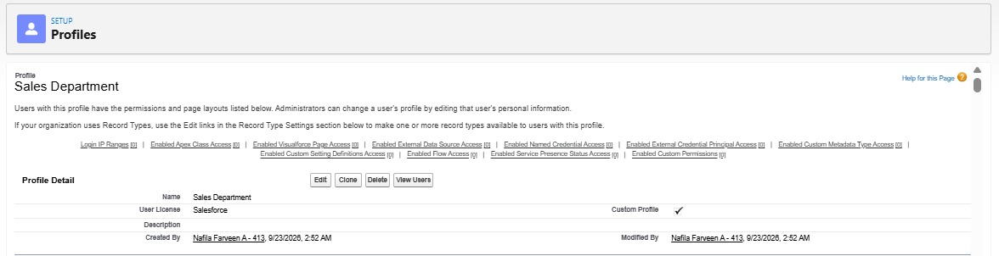 SETUP
Profiles
Profile
Sales Department
Help for this Page ?
Users with this profile have the permissions and page layouts listed below. Administrators can change a user's profile by editing that user's personal information.
If your organization uses Record Types, use the Edit links in the Record Type Settings section below to make one or more record types available to users with this profile.
Login IP Ranges [0] | Enabled Apex Class Access [0] | Enabled Visualforce Page Access [0] | Enabled External Data Source Access [0] | Enabled Named Credential Access [0] | Enabled External Credential Principal Access [0] | Enabled Custom Metadata Type Access [0] |
Enabled Custom Setting Definitions Access [0] | Enabled Flow Access [0] | Enabled Service Presence Status Access [0] | Enabled Custom Permissions [0]
Profile Detail Edit Clone Delete View Users
Name Sales Department
User License Salesforce Custom Profile ✓
Description
Created By Nafila Farveen A - 413, 9/23/2026, 2:52 AM Modified By Nafila Farveen A - 413, 9/23/2026, 2:52 AM